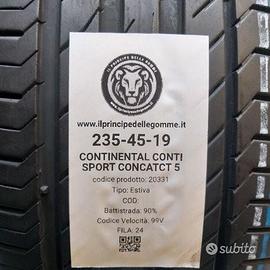 IL PRINCIPE DELLE GOMME
www.ilprincipedellegomme.it
235-45-19
CONTINENTAL CONTI
SPORT CONCATCT 5
codice prodotto: 20331
Tipo: Estiva
COD:
Battistrada: 90%
Codice Velocità: 99V
FILA: 24
subito